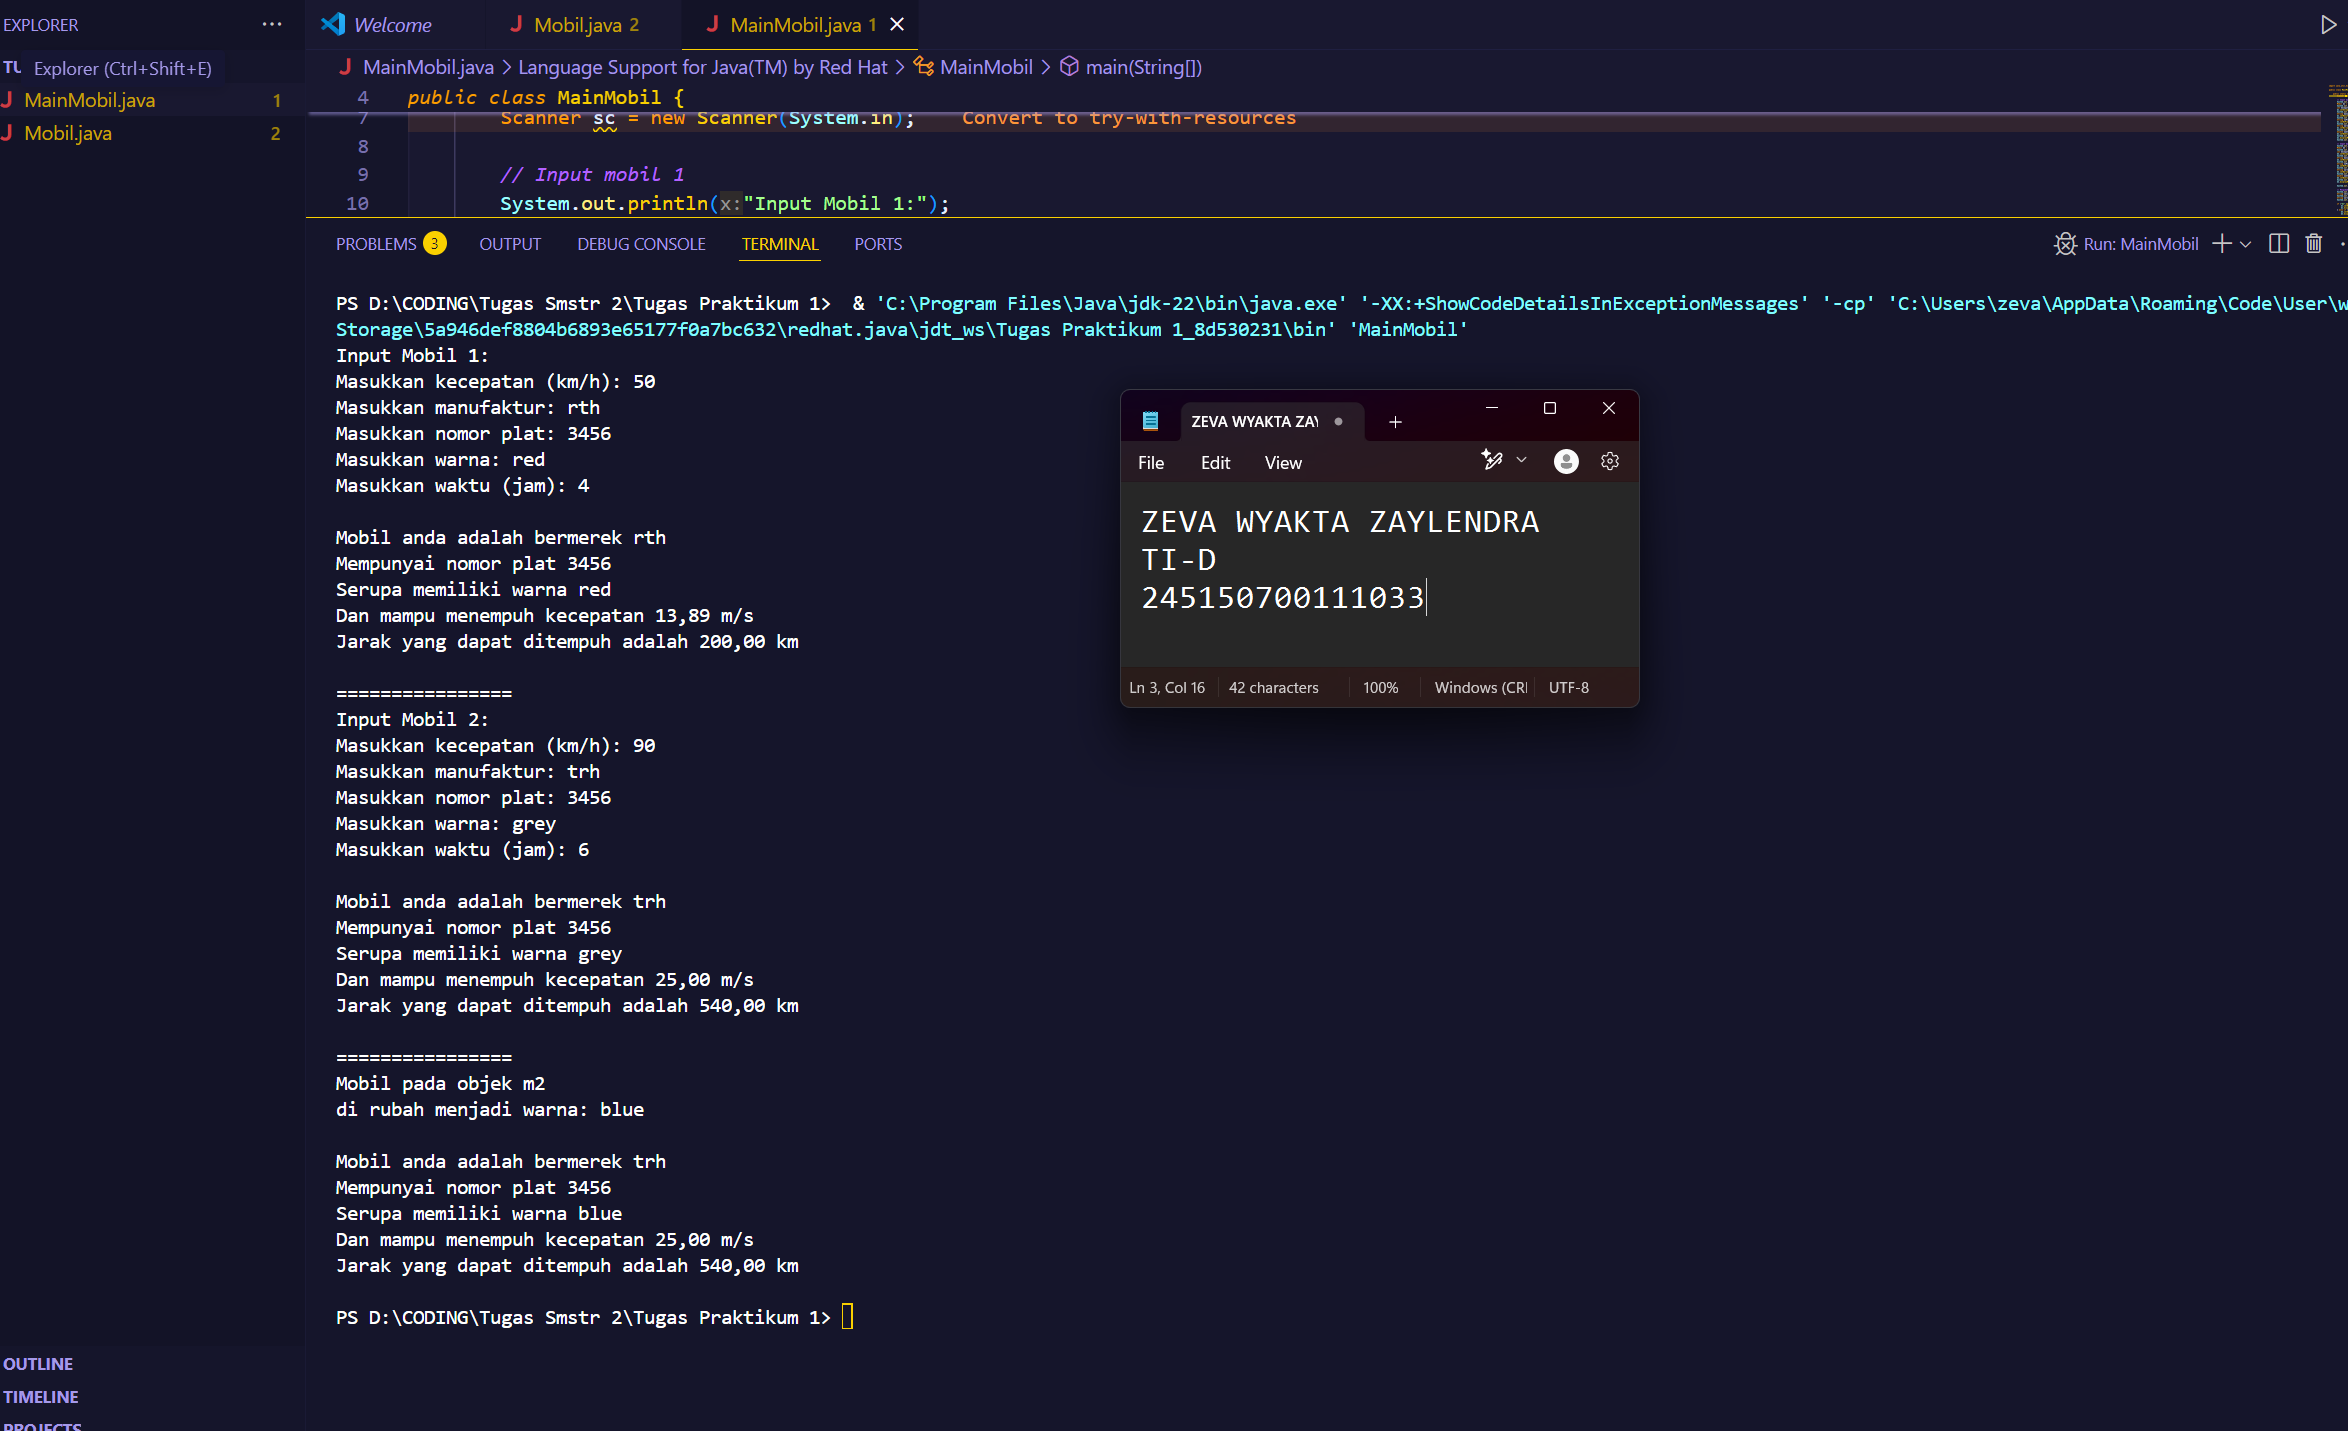 EXPLORER ···
Welcome
Mobil.java 2
MainMobil.java 1
TU
Explorer (Ctrl+Shift+E)
MainMobil.java 1
Mobil.java 2
MainMobil.java > Language Support for Java(TM) by Red Hat > MainMobil > main(String[])
4 public class MainMobil {
7 Scanner sc = new Scanner(System.in); Convert to try-with-resources
8
9 // Input mobil 1
10 System.out.println(x:"Input Mobil 1:");
PROBLEMS 3 OUTPUT DEBUG CONSOLE TERMINAL PORTS
Run: MainMobil
PS D:\CODING\Tugas Smstr 2\Tugas Praktikum 1>  & 'C:\Program Files\Java\jdk-22\bin\java.exe' '-XX:+ShowCodeDetailsInExceptionMessages' '-cp' 'C:\Users\zeva\AppData\Roaming\Code\User\w
Storage\5a946def8804b6893e65177f0a7bc632\redhat.java\jdt_ws\Tugas Praktikum 1_8d530231\bin' 'MainMobil'
Input Mobil 1:
Masukkan kecepatan (km/h): 50
Masukkan manufaktur: rth
Masukkan nomor plat: 3456
Masukkan warna: red
Masukkan waktu (jam): 4
Mobil anda adalah bermerek rth
Mempunyai nomor plat 3456
Serupa memiliki warna red
Dan mampu menempuh kecepatan 13,89 m/s
Jarak yang dapat ditempuh adalah 200,00 km
================
Input Mobil 2:
Masukkan kecepatan (km/h): 90
Masukkan manufaktur: trh
Masukkan nomor plat: 3456
Masukkan warna: grey
Masukkan waktu (jam): 6
Mobil anda adalah bermerek trh
Mempunyai nomor plat 3456
Serupa memiliki warna grey
Dan mampu menempuh kecepatan 25,00 m/s
Jarak yang dapat ditempuh adalah 540,00 km
================
Mobil pada objek m2
di rubah menjadi warna: blue
Mobil anda adalah bermerek trh
Mempunyai nomor plat 3456
Serupa memiliki warna blue
Dan mampu menempuh kecepatan 25,00 m/s
Jarak yang dapat ditempuh adalah 540,00 km
PS D:\CODING\Tugas Smstr 2\Tugas Praktikum 1>
ZEVA WYAKTA ZAY
File Edit View
ZEVA WYAKTA ZAYLENDRA
TI-D
245150700111033
Ln 3, Col 16 42 characters 100% Windows (CRI UTF-8
OUTLINE
TIMELINE
PROJECTS